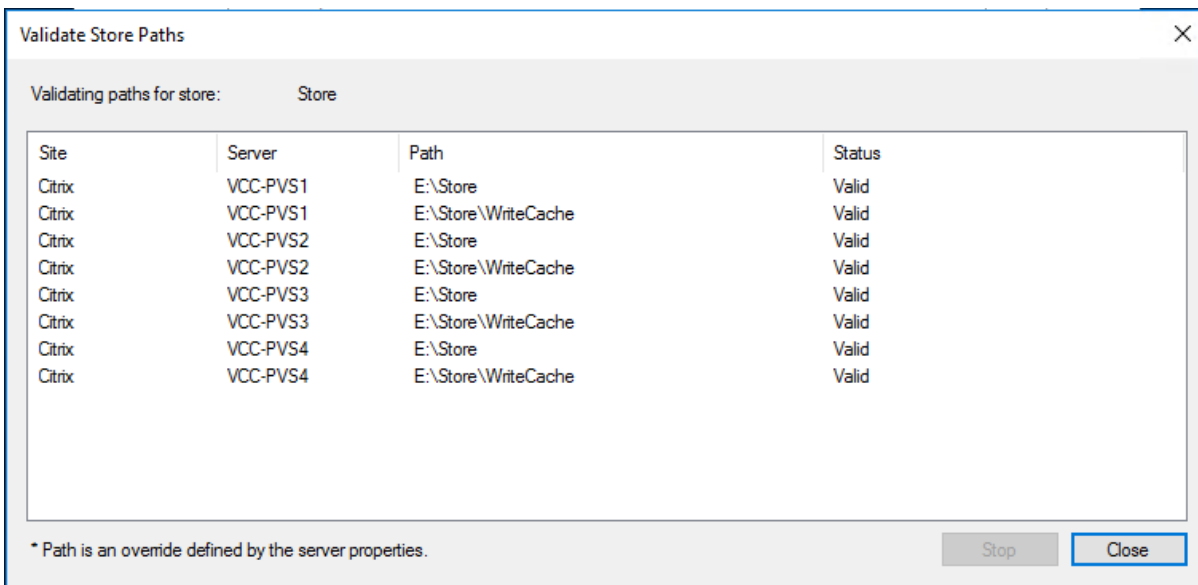 Validate Store Paths
Validating paths for store: Store
Site Server Path Status
Citrix VCC-PVS1 E:\Store Valid
Citrix VCC-PVS1 E:\Store\WriteCache Valid
Citrix VCC-PVS2 E:\Store Valid
Citrix VCC-PVS2 E:\Store\WriteCache Valid
Citrix VCC-PVS3 E:\Store Valid
Citrix VCC-PVS3 E:\Store\WriteCache Valid
Citrix VCC-PVS4 E:\Store Valid
Citrix VCC-PVS4 E:\Store\WriteCache Valid
* Path is an override defined by the server properties. Stop Close